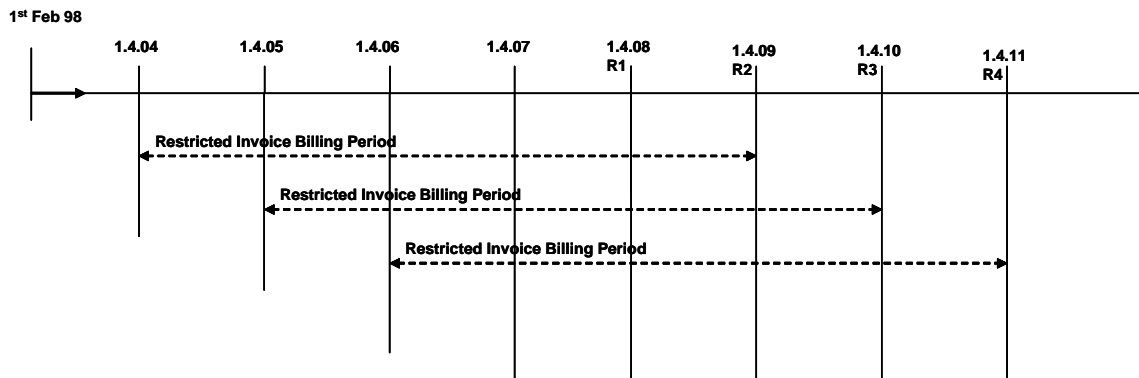 1st Feb 98
1.4.04
1.4.05
1.4.06
1.4.07
1.4.08
R1
1.4.09
R2
1.4.10
R3
1.4.11
R4
Restricted Invoice Billing Period
Restricted Invoice Billing Period
Restricted Invoice Billing Period